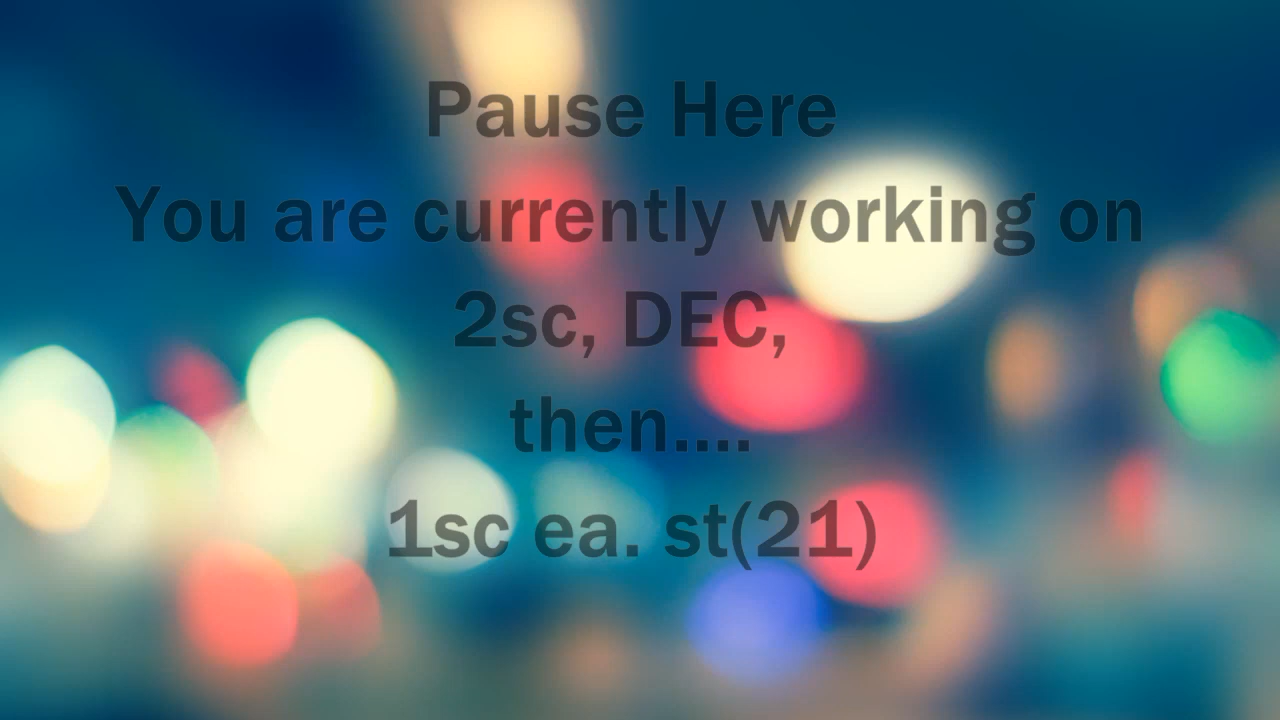 Pause Here
You are currently working on
2sc, DEC,
then....
1sc ea. st(21)